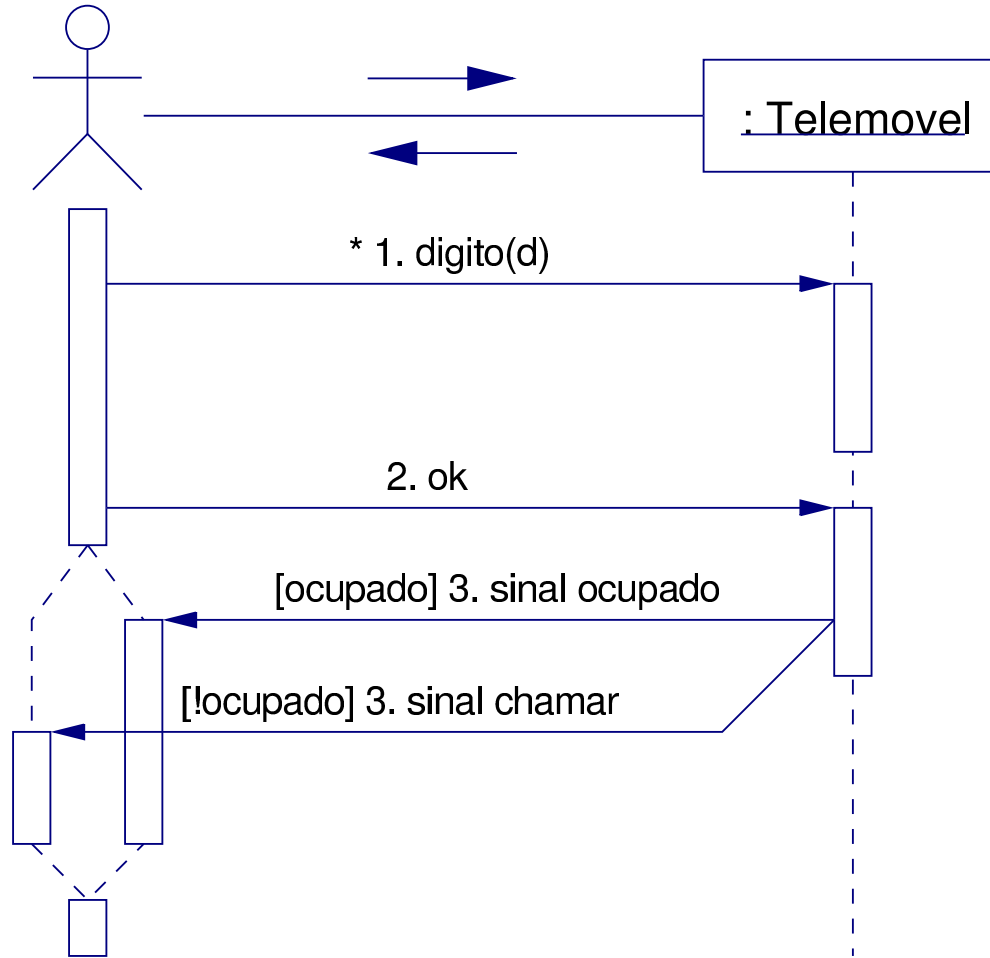 : Telemovel
* 1. digito(d)
2. ok
[ocupado] 3. sinal ocupado
[!ocupado] 3. sinal chamar